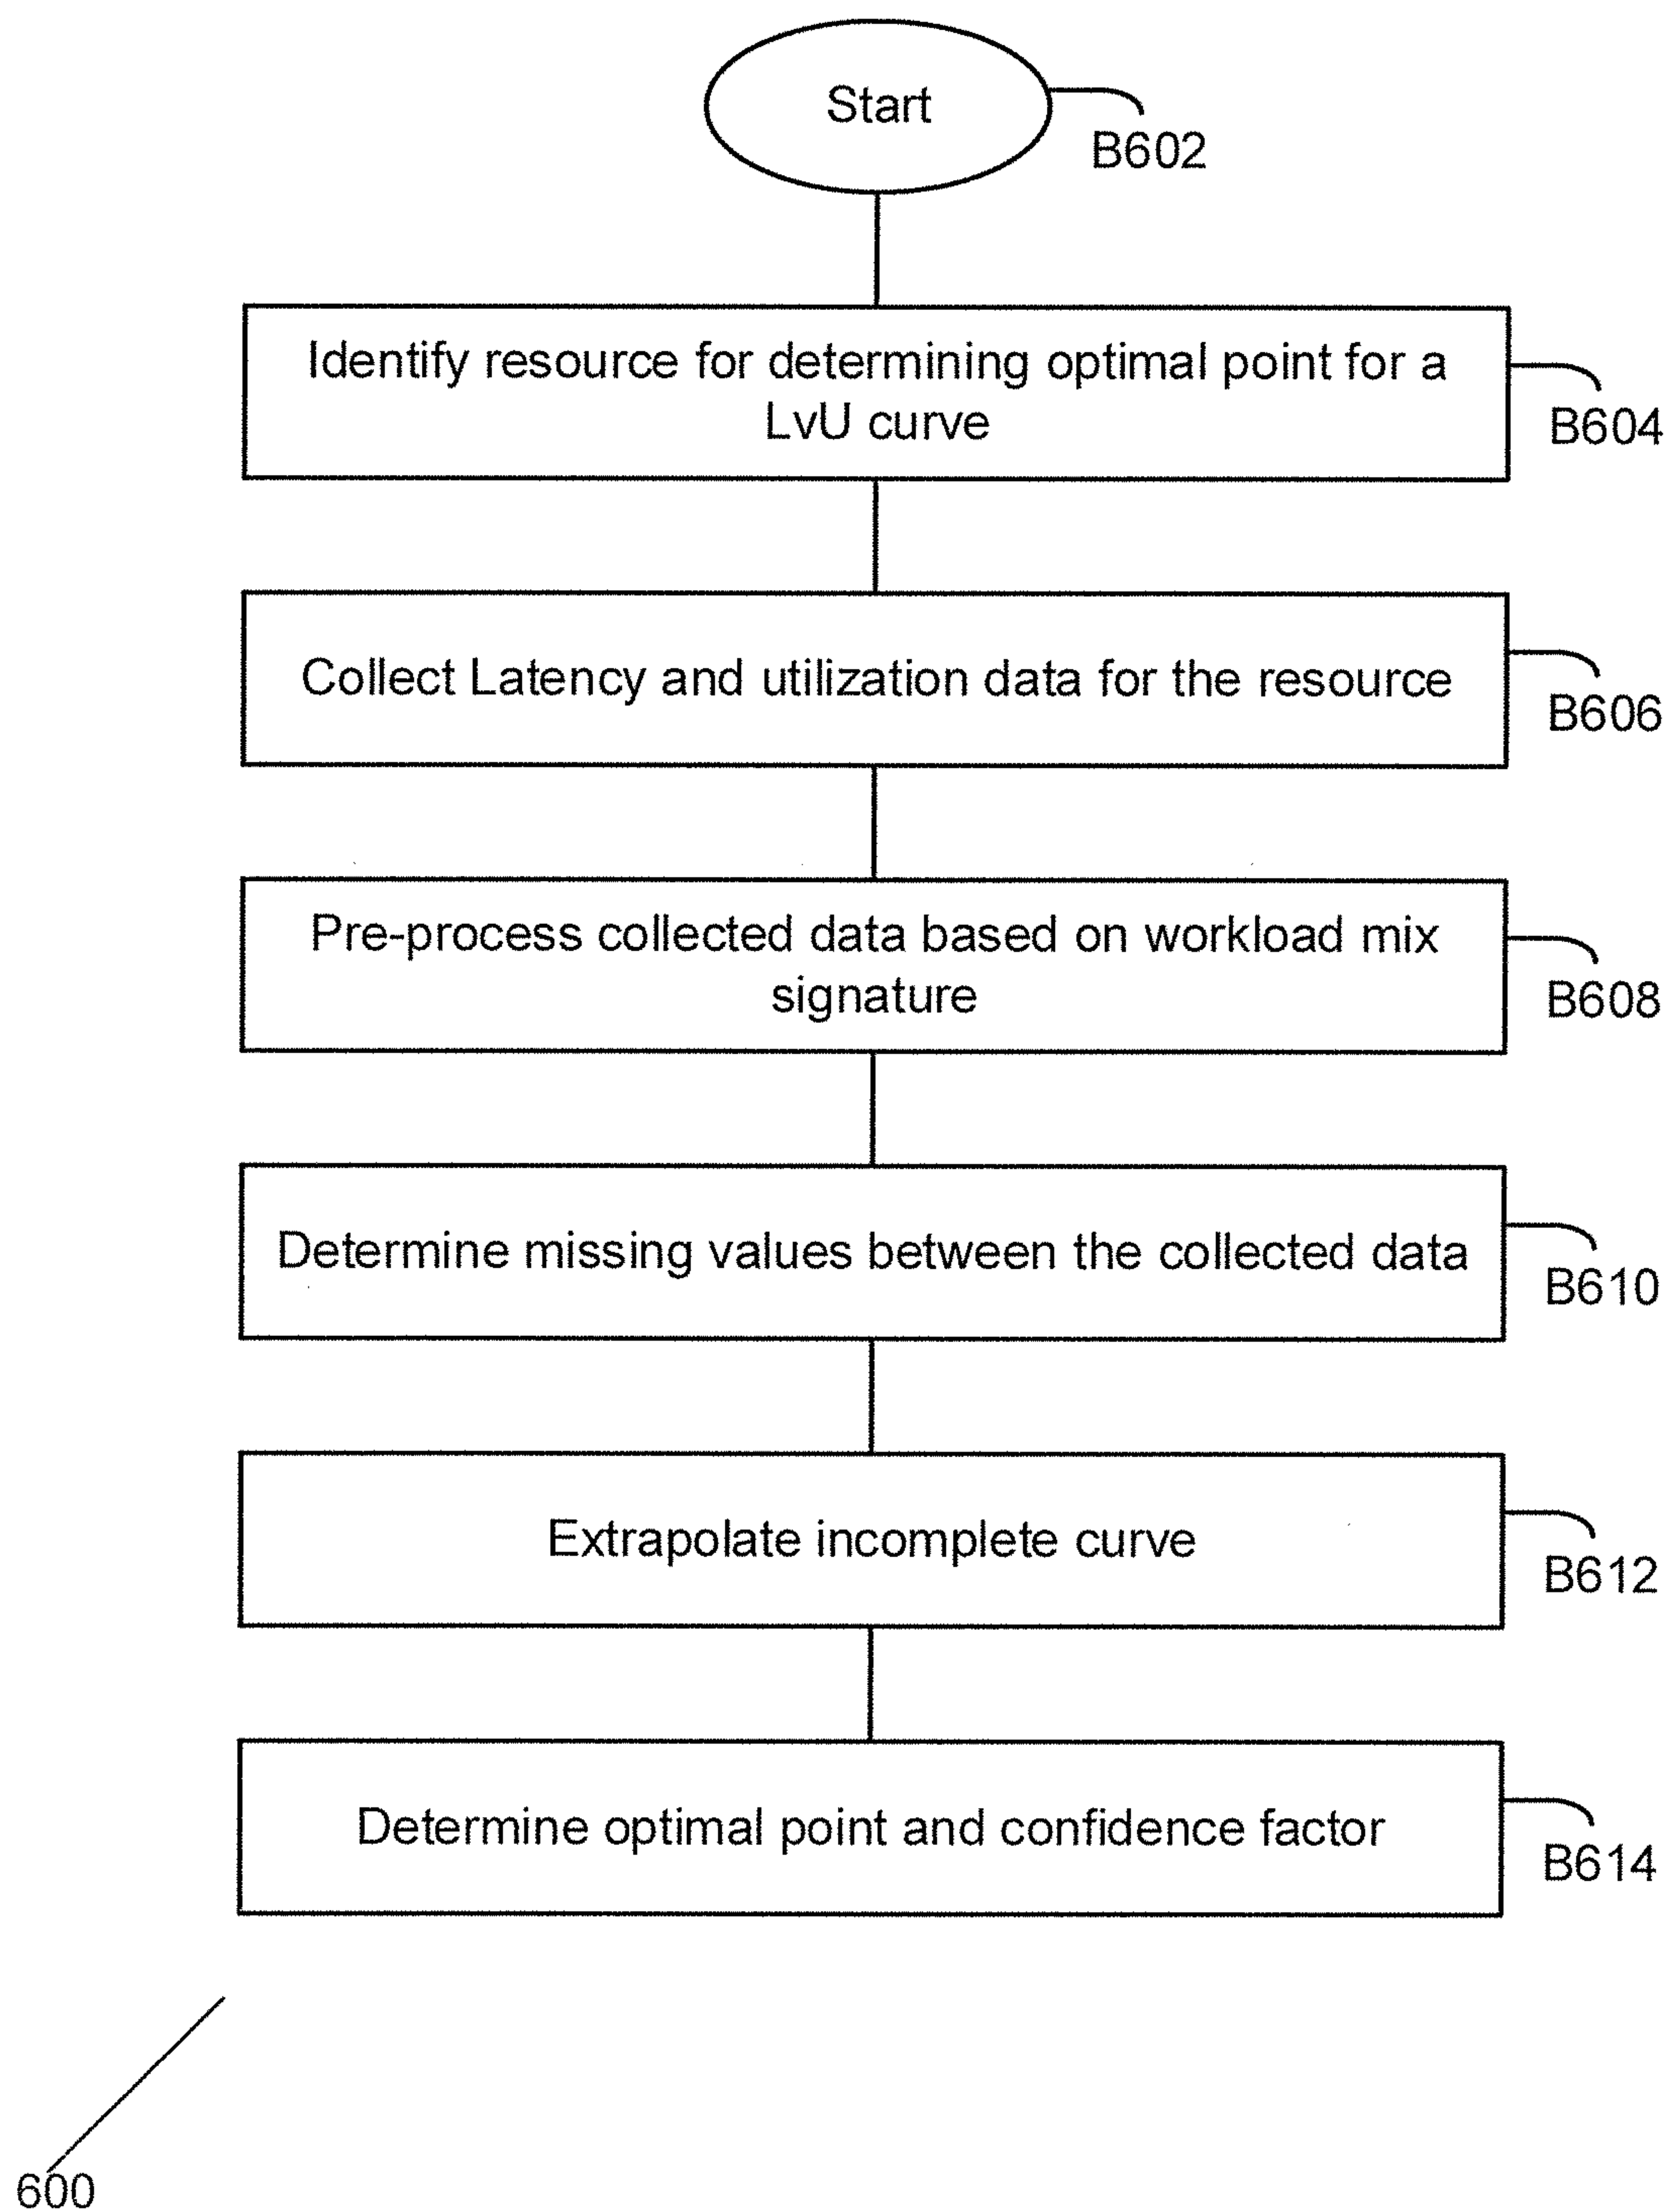 Start
B602
Identify resource for determining optimal point for a
LvU curve
B604
Collect Latency and utilization data for the resource
B606
Pre-process collected data based on workload mix
signature
B608
Determine missing values between the collected data
B610
Extrapolate incomplete curve
B612
Determine optimal point and confidence factor
B614
600